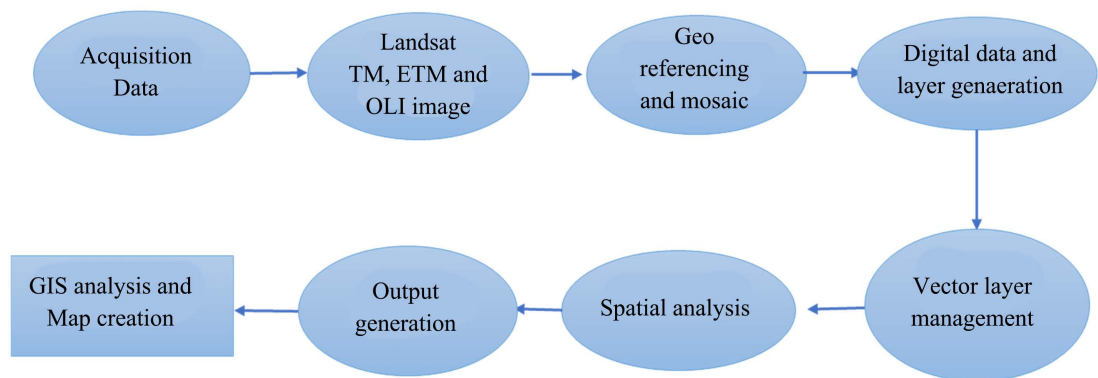 Acquisition
Data
Landsat
TM, ETM and
OLI image
Geo
referencing
and mosaic
Digital data and
layer genaeration
Vector layer
management
Spatial analysis
Output
generation
GIS analysis and
Map creation